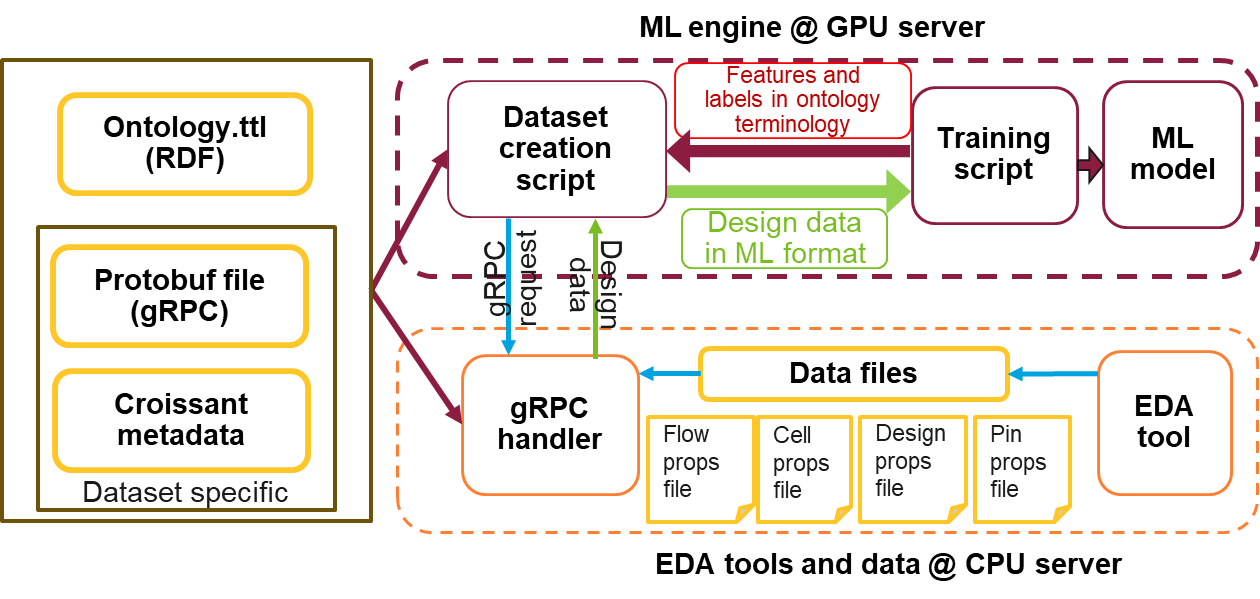 ML engine @ GPU server
Ontology.ttl
(RDF)
Protobuf file
(gRPC)
Croissant
metadata
Dataset specific
Dataset
creation
script
Features and
labels in ontology
terminology
Training
script
ML
model
Design data
in ML format
gRPC
request
Design
data
gRPC
handler
Data files
EDA
tool
Flow
props
file
Cell
props
file
Design
props
file
Pin
props
file
EDA tools and data @ CPU server